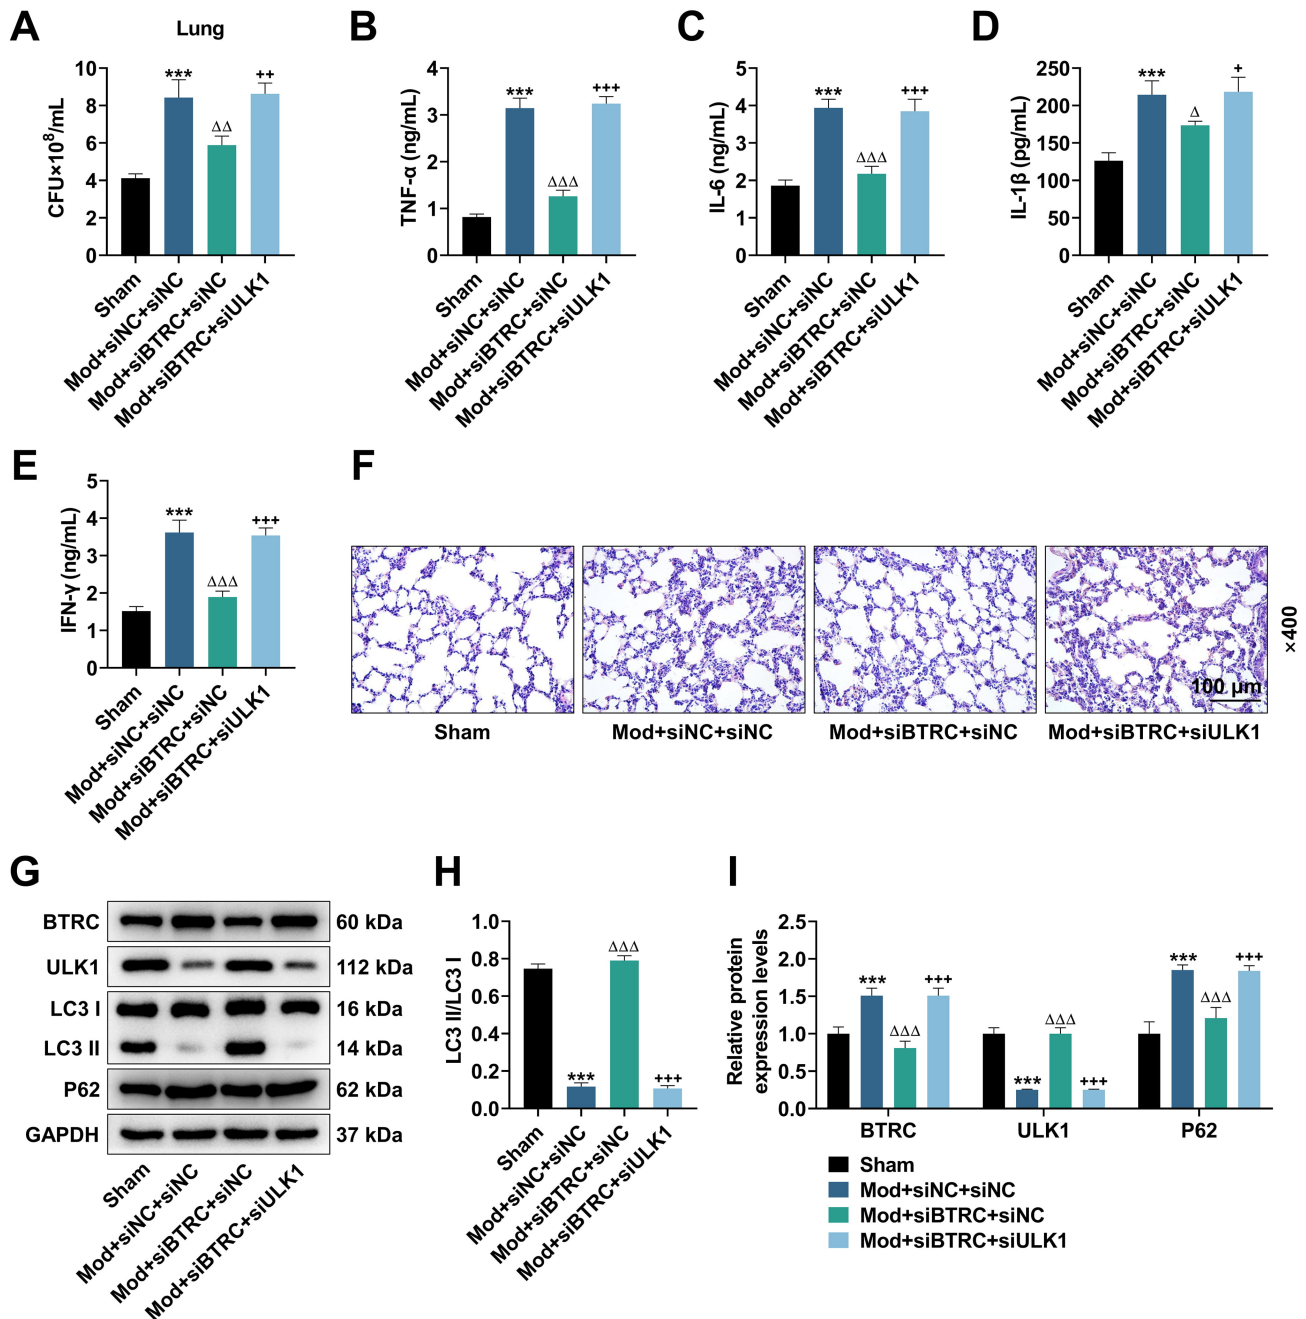 A
Lung
CFU×10⁸/mL
10
8
6
4
2
0
***
ΔΔ
++
Sham
Mod+siNC+siNC
Mod+siBTRC+siNC
Mod+siBTRC+siULK1
B
TNF-α (ng/mL)
4
3
2
1
0
***
ΔΔΔ
+++
Sham
Mod+siNC+siNC
Mod+siBTRC+siNC
Mod+siBTRC+siULK1
C
IL-6 (ng/mL)
5
4
3
2
1
0
***
ΔΔΔ
+++
Sham
Mod+siNC+siNC
Mod+siBTRC+siNC
Mod+siBTRC+siULK1
D
IL-1β (pg/mL)
250
200
150
100
50
0
***
Δ
+
Sham
Mod+siNC+siNC
Mod+siBTRC+siNC
Mod+siBTRC+siULK1
E
IFN-γ (ng/mL)
5
4
3
2
1
0
***
ΔΔΔ
+++
Sham
Mod+siNC+siNC
Mod+siBTRC+siNC
Mod+siBTRC+siULK1
F
100 μm
×400
Sham
Mod+siNC+siNC
Mod+siBTRC+siNC
Mod+siBTRC+siULK1
G
BTRC 60 kDa
ULK1 112 kDa
LC3 I 16 kDa
LC3 II 14 kDa
P62 62 kDa
GAPDH 37 kDa
Sham
Mod+siNC+siNC
Mod+siBTRC+siNC
Mod+siBTRC+siULK1
H
LC3 II/LC3 I
1.0
0.8
0.6
0.4
0.2
0.0
***
ΔΔΔ
+++
Sham
Mod+siNC+siNC
Mod+siBTRC+siNC
Mod+siBTRC+siULK1
I
Relative protein
expression levels
2.5
2.0
1.5
1.0
0.5
0.0
***
ΔΔΔ
+++
***
ΔΔΔ
+++
***
ΔΔΔ
+++
BTRC
ULK1
P62
Sham
Mod+siNC+siNC
Mod+siBTRC+siNC
Mod+siBTRC+siULK1